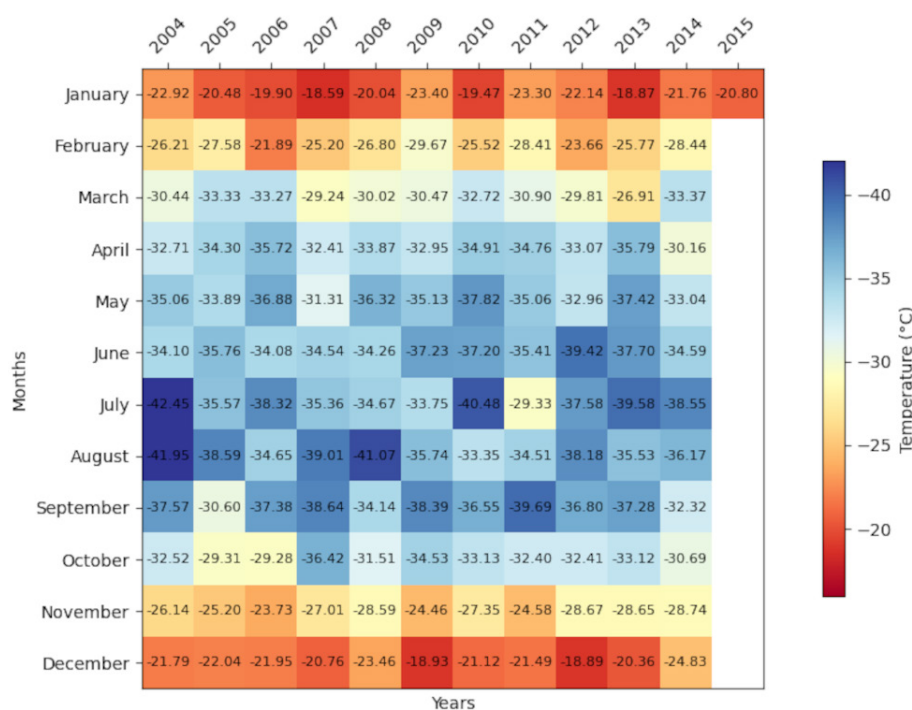 2004 2005 2006 2007 2008 2009 2010 2011 2012 2013 2014 2015
January -22.92 -20.48 -19.90 -18.59 -20.04 -23.40 -19.47 -23.30 -22.14 -18.87 -21.76 -20.80
February -26.21 -27.58 -21.89 -25.20 -26.80 -29.67 -25.52 -28.41 -23.66 -25.77 -28.44
March -30.44 -33.33 -33.27 -29.24 -30.02 -30.47 -32.72 -30.90 -29.81 -26.91 -33.37
April -32.71 -34.30 -35.72 -32.41 -33.87 -32.95 -34.91 -34.76 -33.07 -35.79 -30.16
May -35.06 -33.89 -36.88 -31.31 -36.32 -35.13 -37.82 -35.06 -32.96 -37.42 -33.04
June -34.10 -35.76 -34.08 -34.54 -34.26 -37.23 -37.20 -35.41 -39.42 -37.70 -34.59
July -42.45 -35.57 -38.32 -35.36 -34.67 -33.75 -40.48 -29.33 -37.58 -39.58 -38.55
August -41.95 -38.59 -34.65 -39.01 -41.07 -35.74 -33.35 -34.51 -38.18 -35.53 -36.17
September -37.57 -30.60 -37.38 -38.64 -34.14 -38.39 -36.55 -39.69 -36.80 -37.28 -32.32
October -32.52 -29.31 -29.28 -36.42 -31.51 -34.53 -33.13 -32.40 -32.41 -33.12 -30.69
November -26.14 -25.20 -23.73 -27.01 -28.59 -24.46 -27.35 -24.58 -28.67 -28.65 -28.74
December -21.79 -22.04 -21.95 -20.76 -23.46 -18.93 -21.12 -21.49 -18.89 -20.36 -24.83
Months
Years
−40
−35
−30
−25
−20
Temperature (°C)